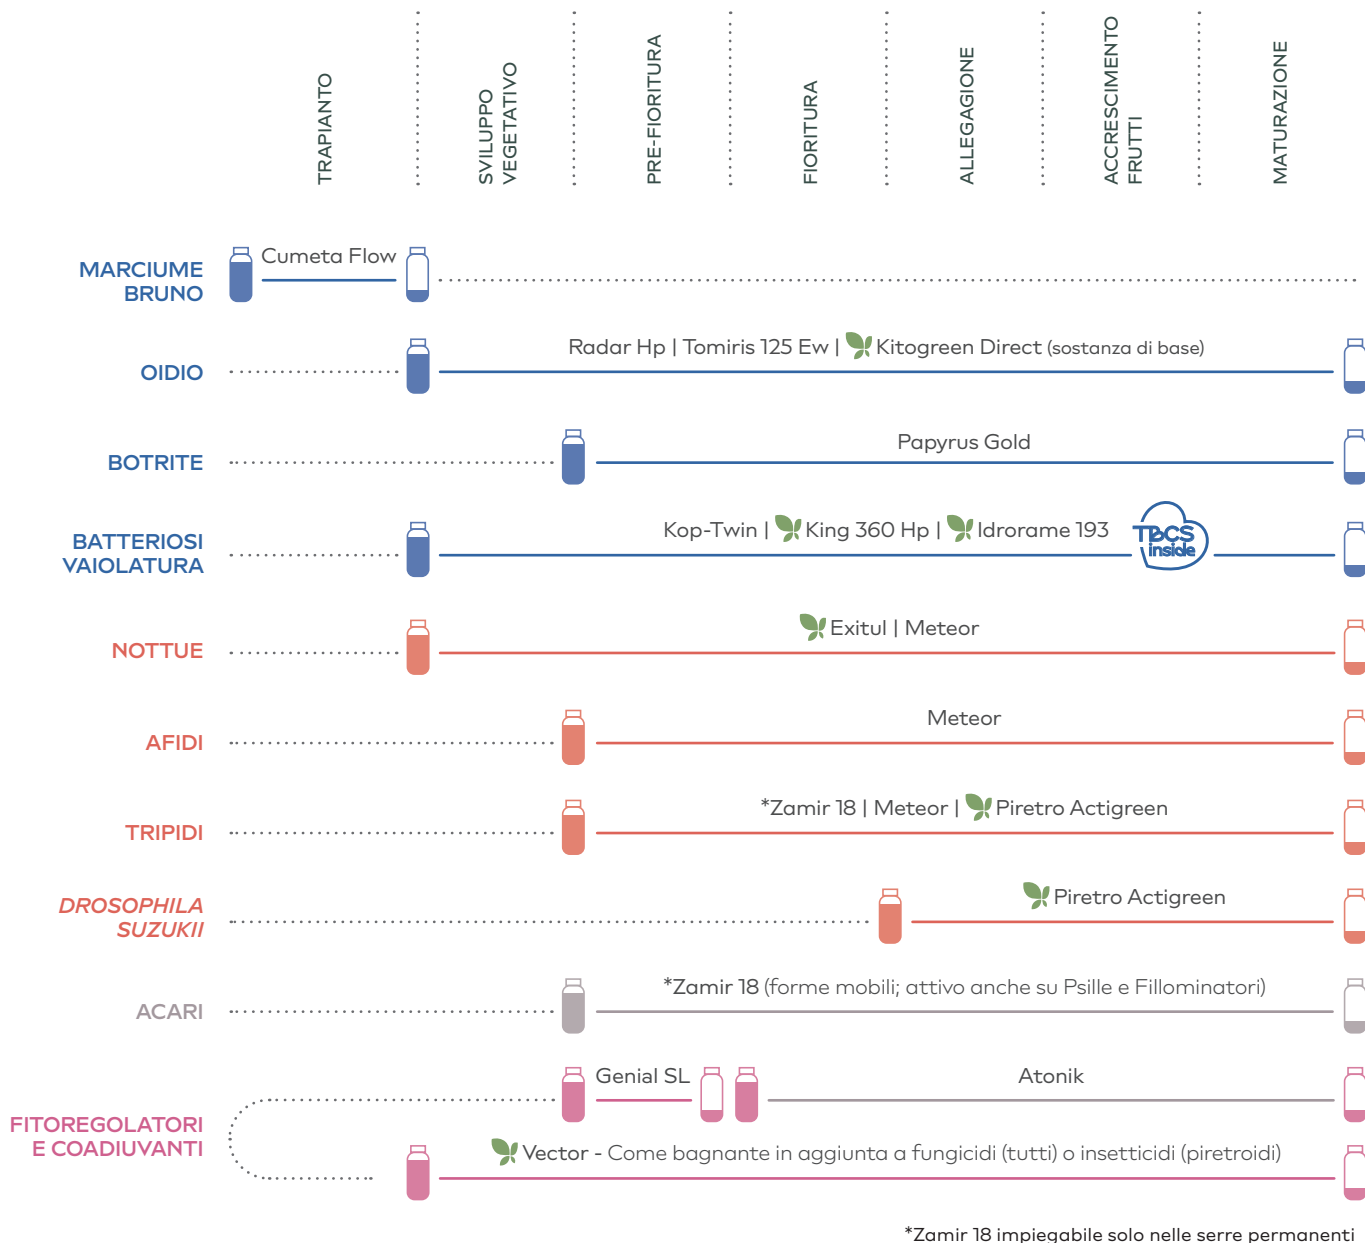 TRAPIANTO
SVILUPPO
VEGETATIVO
PRE-FIORITURA
FIORITURA
ALLEGAGIONE
ACCRESCIMENTO
FRUTTI
MATURAZIONE
MARCIUME
BRUNO
Cumeta Flow
OIDIO
Radar Hp | Tomiris 125 Ew | Kitogreen Direct (sostanza di base)
BOTRITE
Papyrus Gold
BATTERIOSI
VAIOLATURA
Kop-Twin | King 360 Hp | Idrorame 193
TBCS
inside
NOTTUE
Exitul | Meteor
AFIDI
Meteor
TRIPIDI
*Zamir 18 | Meteor | Piretro Actigreen
DROSOPHILA
SUZUKII
Piretro Actigreen
ACARI
*Zamir 18 (forme mobili; attivo anche su Psille e Fillominatori)
FITOREGOLATORI
E COADIUVANTI
Genial SL
Atonik
Vector - Come bagnante in aggiunta a fungicidi (tutti) o insetticidi (piretroidi)
*Zamir 18 impiegabile solo nelle serre permanenti